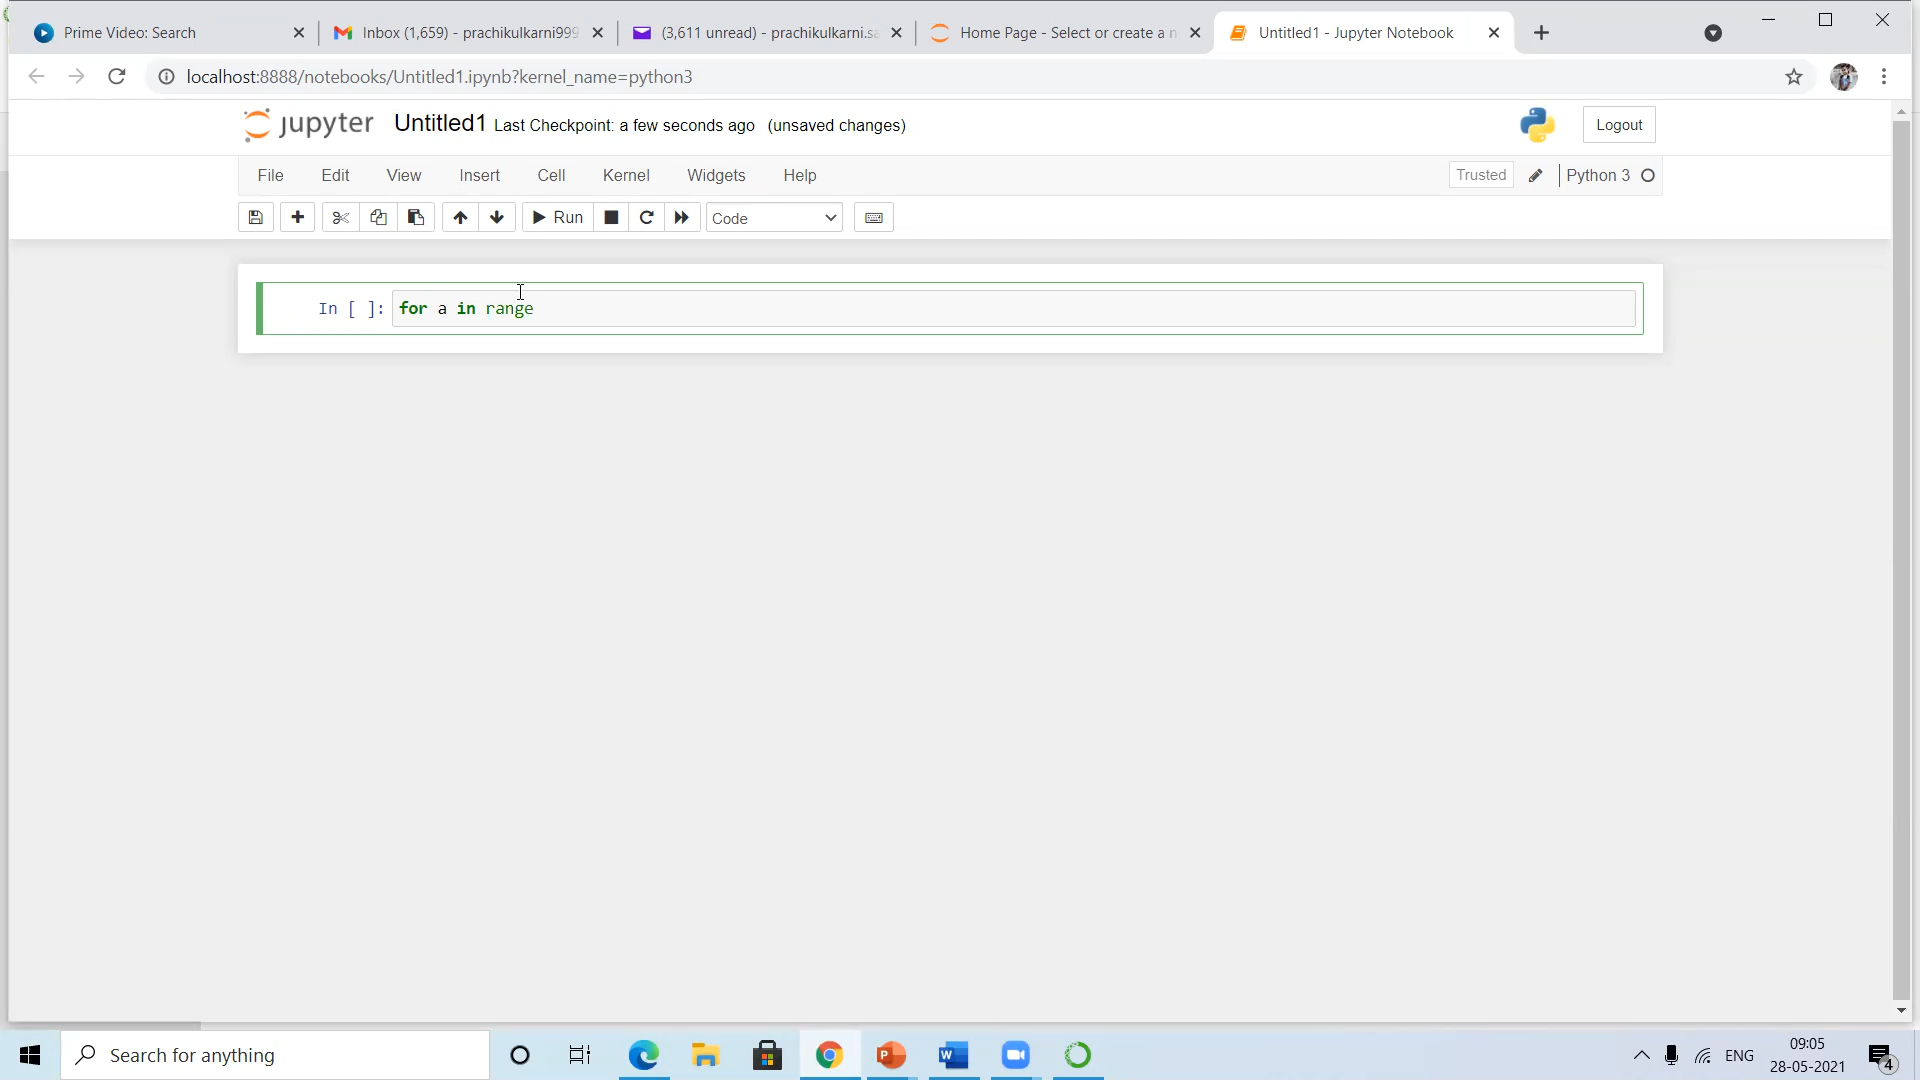 Prime Video: Search
Inbox (1,659) - prachikulkarni999
(3,611 unread) - prachikulkarni.sa
Home Page - Select or create a n
Untitled1 - Jupyter Notebook
localhost:8888/notebooks/Untitled1.ipynb?kernel_name=python3
jupyter Untitled1 Last Checkpoint: a few seconds ago (unsaved changes)
Logout
File Edit View Insert Cell Kernel Widgets Help
Trusted
Python 3
Run
Code
In [ ]: for a in range
Search for anything
ENG
09:05
28-05-2021
4